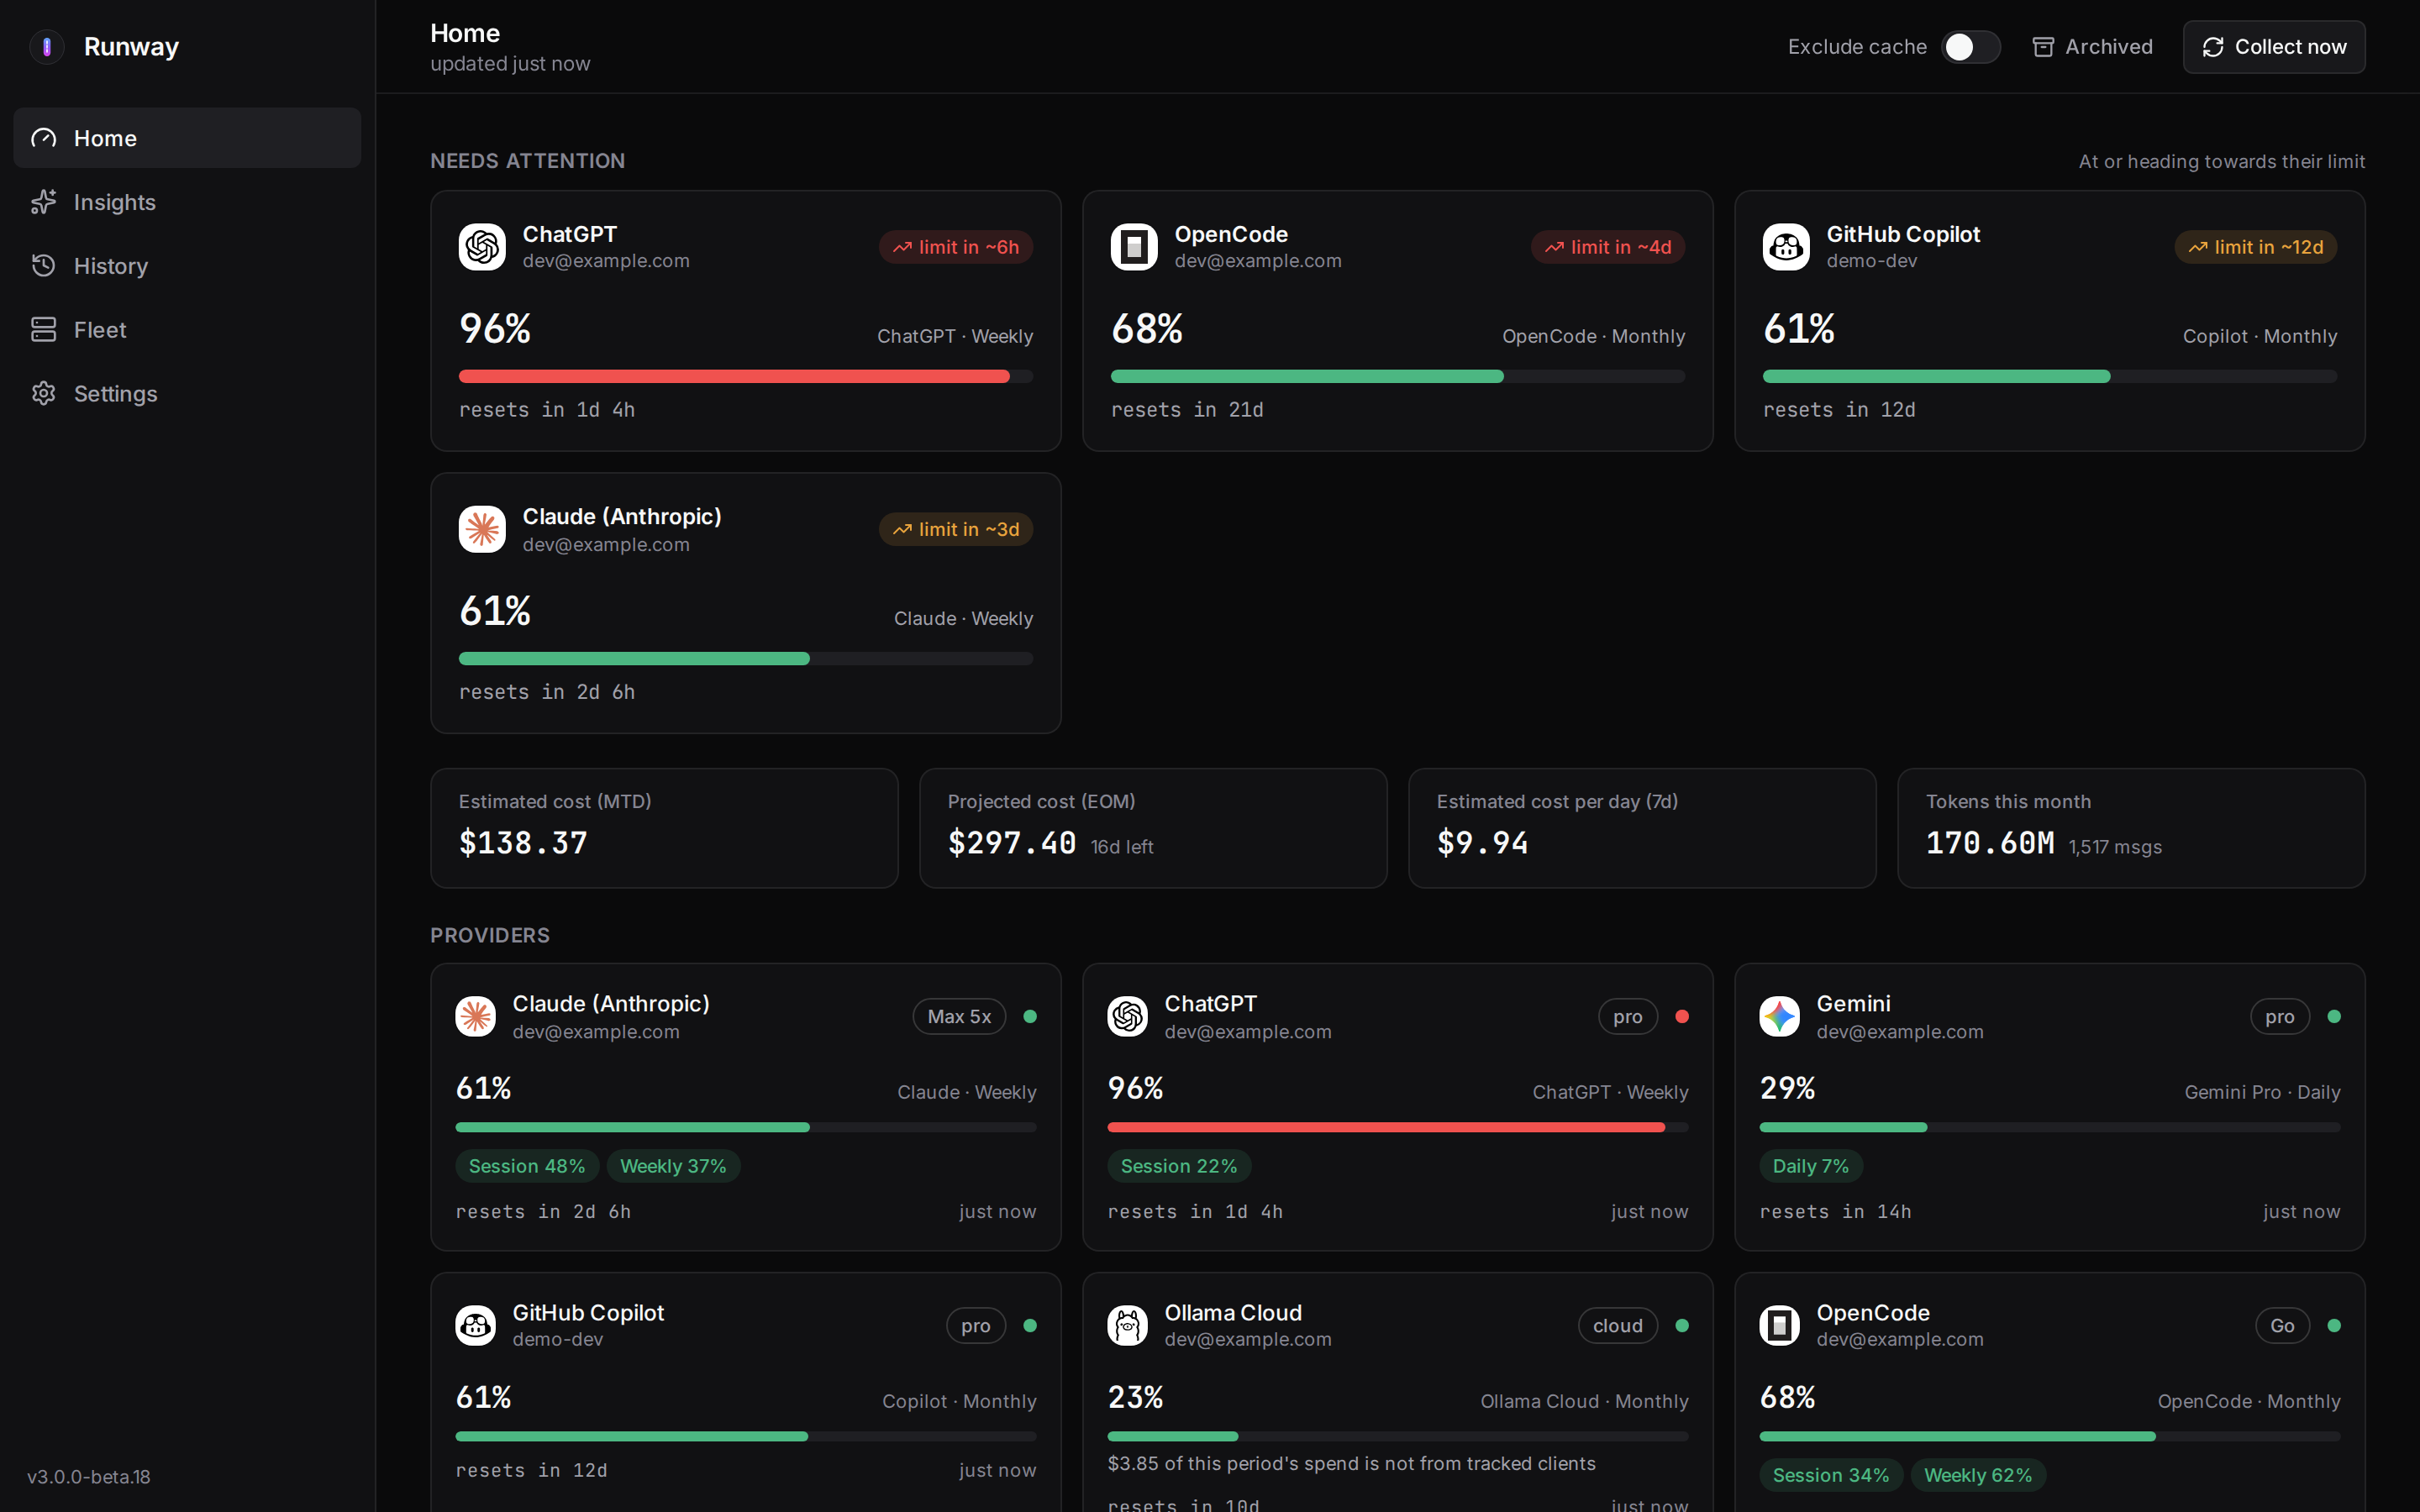 Runway
Home
Insights
History
Fleet
Settings
v3.0.0-beta.18
Home
updated just now
Exclude cache
Archived
Collect now
NEEDS ATTENTION
At or heading towards their limit
ChatGPT
dev@example.com
limit in ~6h
96%
ChatGPT · Weekly
resets in 1d 4h
OpenCode
dev@example.com
limit in ~4d
68%
OpenCode · Monthly
resets in 21d
GitHub Copilot
demo-dev
limit in ~12d
61%
Copilot · Monthly
resets in 12d
Claude (Anthropic)
dev@example.com
limit in ~3d
61%
Claude · Weekly
resets in 2d 6h
Estimated cost (MTD)
$138.37
Projected cost (EOM)
$297.40 16d left
Estimated cost per day (7d)
$9.94
Tokens this month
170.60M 1,517 msgs
PROVIDERS
Claude (Anthropic)
dev@example.com
Max 5x
61%
Claude · Weekly
Session 48% Weekly 37%
resets in 2d 6h
just now
ChatGPT
dev@example.com
pro
96%
ChatGPT · Weekly
Session 22%
resets in 1d 4h
just now
Gemini
dev@example.com
pro
29%
Gemini Pro · Daily
Daily 7%
resets in 14h
just now
GitHub Copilot
demo-dev
pro
61%
Copilot · Monthly
resets in 12d
just now
Ollama Cloud
dev@example.com
cloud
23%
Ollama Cloud · Monthly
$3.85 of this period's spend is not from tracked clients
resets in 10d
just now
OpenCode
dev@example.com
Go
68%
OpenCode · Monthly
Session 34% Weekly 62%